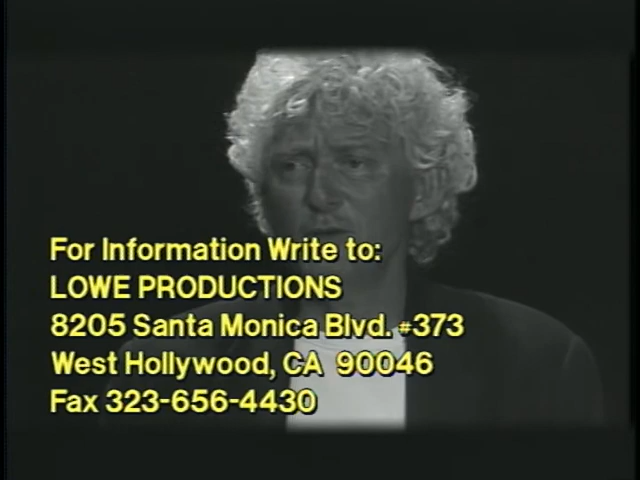 For Information Write to:
LOWE PRODUCTIONS
8205 Santa Monica Blvd. #373
West Hollywood, CA 90046
Fax 323-656-4430